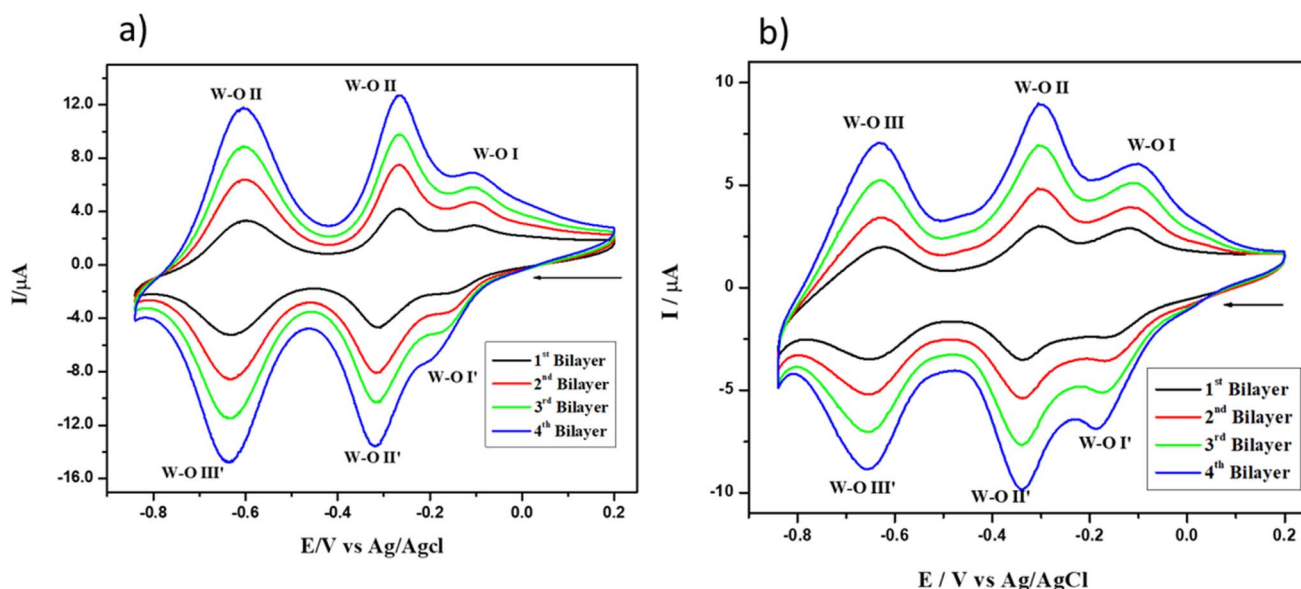 a)
W-O II
W-O II
W-O I
12.0
8.0
4.0
0.0
-4.0
-8.0
-12.0
-16.0
I/µA
1st Bilayer
2nd Bilayer
3rd Bilayer
4th Bilayer
W-O I'
W-O II'
W-O III'
-0.8 -0.6 -0.4 -0.2 0.0 0.2
E/V vs Ag/Agcl
b)
W-O III
W-O II
W-O I
10
5
0
-5
-10
I / µA
1st Bilayer
2nd Bilayer
3rd Bilayer
4th Bilayer
W-O I'
W-O II'
W-O III'
-0.8 -0.6 -0.4 -0.2 0.0 0.2
E / V vs Ag/AgCl